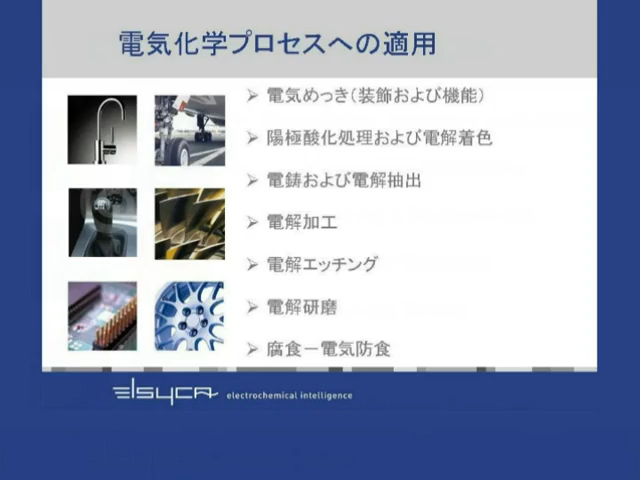 電気化学プロセスへの適用
➢ 電気めっき（装飾および機能）
➢ 陽極酸化処理および電解着色
➢ 電鋳および電解抽出
➢ 電解加工
➢ 電解エッチング
➢ 電解研磨
➢ 腐食－電気防食
elsyca electrochemical intelligence